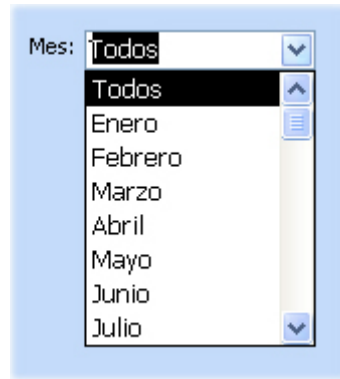 Mes: Todos
Todos
Enero
Febrero
Marzo
Abril
Mayo
Junio
Julio